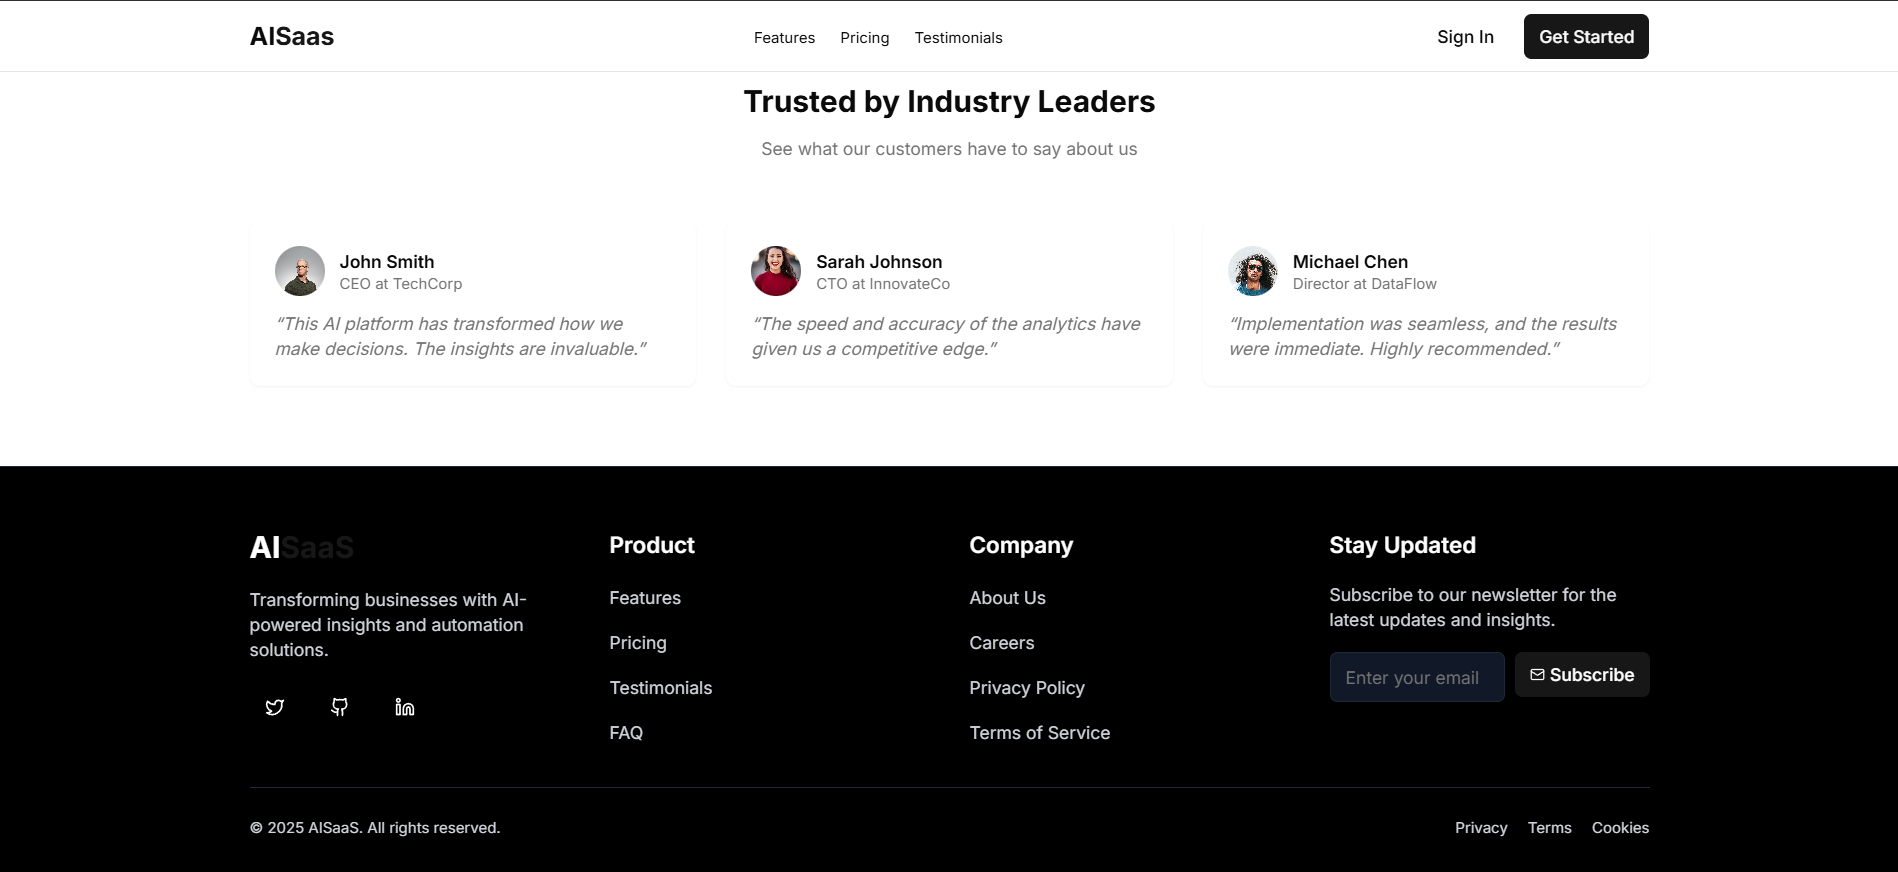 AISaas
Features Pricing Testimonials
Sign In Get Started
Trusted by Industry Leaders
See what our customers have to say about us
John Smith
CEO at TechCorp
“This AI platform has transformed how we
make decisions. The insights are invaluable.”
Sarah Johnson
CTO at InnovateCo
“The speed and accuracy of the analytics have
given us a competitive edge.”
Michael Chen
Director at DataFlow
“Implementation was seamless, and the results
were immediate. Highly recommended.”
AISaaS
Transforming businesses with AI-
powered insights and automation
solutions.
Product
Features
Pricing
Testimonials
FAQ
Company
About Us
Careers
Privacy Policy
Terms of Service
Stay Updated
Subscribe to our newsletter for the
latest updates and insights.
Enter your email Subscribe
© 2025 AISaaS. All rights reserved.
Privacy Terms Cookies